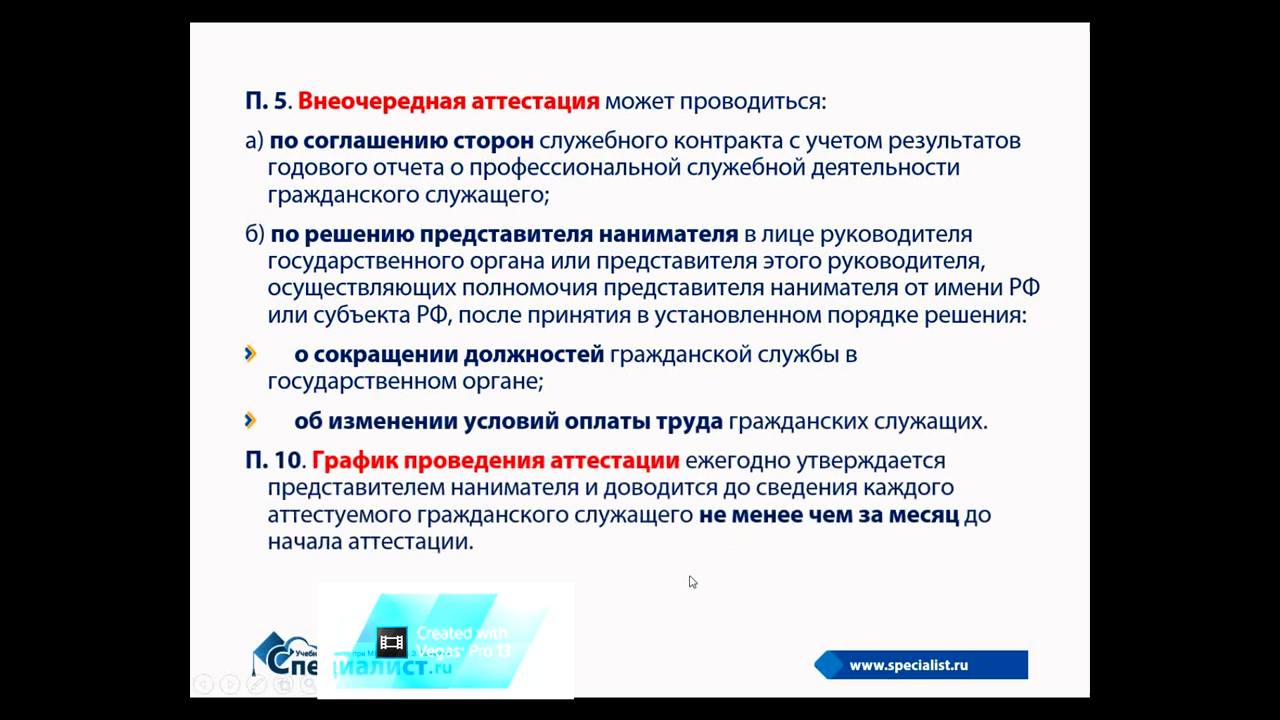 П. 5. Внеочередная аттестация может проводиться:
а) по соглашению сторон служебного контракта с учетом результатов
годового отчета о профессиональной служебной деятельности
гражданского служащего;
б) по решению представителя нанимателя в лице руководителя
государственного органа или представителя этого руководителя,
осуществляющих полномочия представителя нанимателя от имени РФ
или субъекта РФ, после принятия в установленном порядке решения:
о сокращении должностей гражданской службы в
государственном органе;
об изменении условий оплаты труда гражданских служащих.
П. 10. График проведения аттестации ежегодно утверждается
представителем нанимателя и доводится до сведения каждого
аттестуемого гражданского служащего не менее чем за месяц до
начала аттестации.
Created with
Vegas Pro 13
Специалист.ru
www.specialist.ru